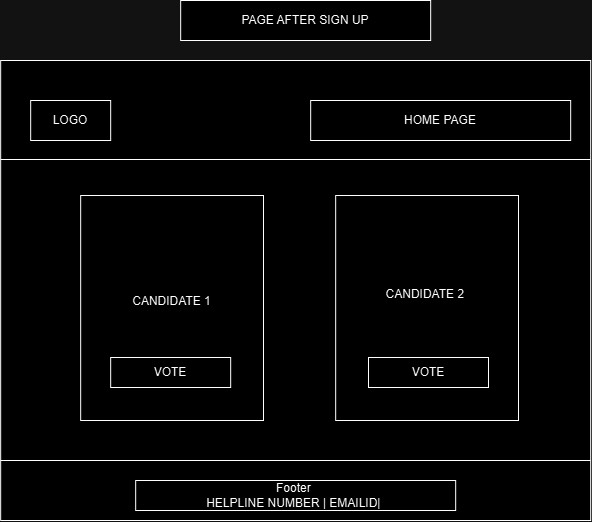 PAGE AFTER SIGN UP
LOGO
HOME PAGE
CANDIDATE 1
CANDIDATE 2
VOTE
VOTE
Footer
HELPLINE NUMBER | EMAILID|